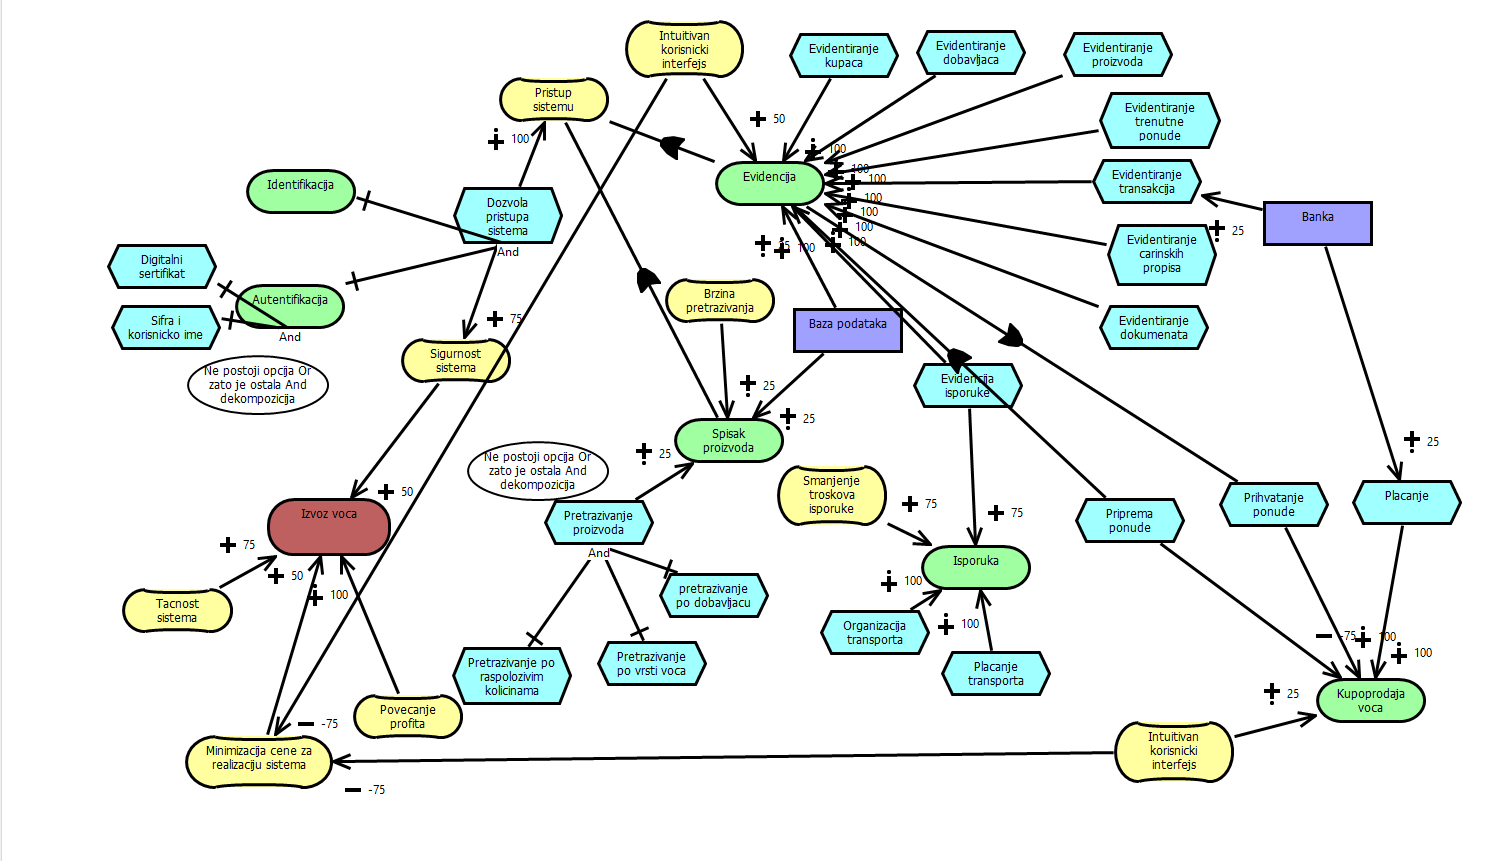 Intuitivan
korisnicki
interfejs
Evidentiranje
kupaca
Evidentiranje
dobavljaca
Evidentiranje
proizvoda
Pristup
sistemu
50
100
Evidentiranje
trenutne
ponude
100
Identifikacija
Evidencija
100
100
Evidentiranje
transakcija
Dozvola
pristupa
sistema
And
100
100
100
100
100
Banka
25
Evidentiranje
carinskih
propisa
Digitalni
sertifikat
Autentifikacija
Sifra i
korisnicko ime
And
Brzina
pretrazivanja
Baza podataka
Evidentiranje
dokumenata
75
Sigurnost
sistema
Ne postoji opcija Or
zato je ostala And
dekompozicija
25
25
Evidencija
isporuke
Spisak
proizvoda
25
25
Ne postoji opcija Or
zato je ostala And
dekompozicija
Smanjenje
troskova
isporuke
75
75
Prihvatanje
ponude
Placanje
Priprema
ponude
50
Izvoz voca
Pretrazivanje
proizvoda
And
75
50
100
Isporuka
100
pretrazivanje
po dobavljacu
Tacnost
sistema
Organizacija
transporta
100
Placanje
transporta
-75
100
100
Pretrazivanje po
raspolozivim
kolicinama
Pretrazivanje
po vrsti voca
Povecanje
profita
-75
25
Kupoprodaja
voca
Minimizacija cene za
realizaciju sistema
-75
Intuitivan
korisnicki
interfejs